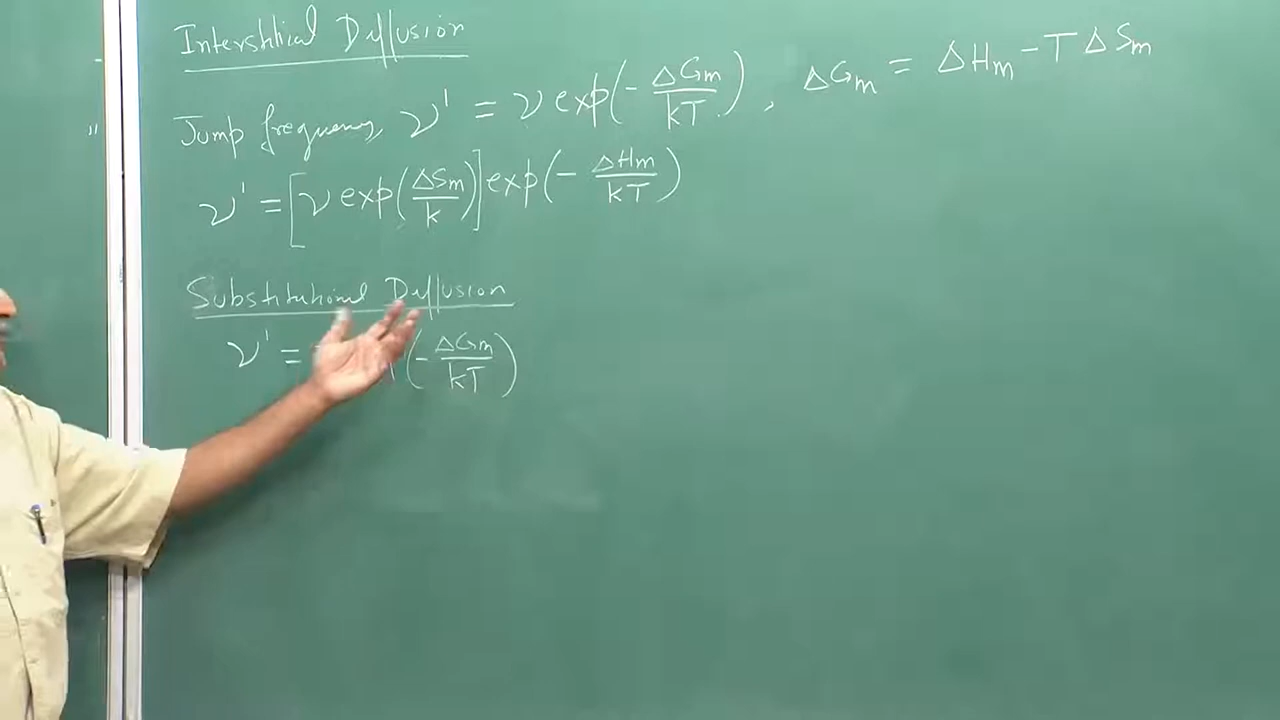 Interstitial Diffusion
Jump frequency, ν' = ν exp(-ΔGm/kT), ΔGm = ΔHm - TΔSm
ν' = [ν exp(ΔSm/k)] exp(-ΔHm/kT)
Substitutional Diffusion
ν' = (-ΔGm/kT)